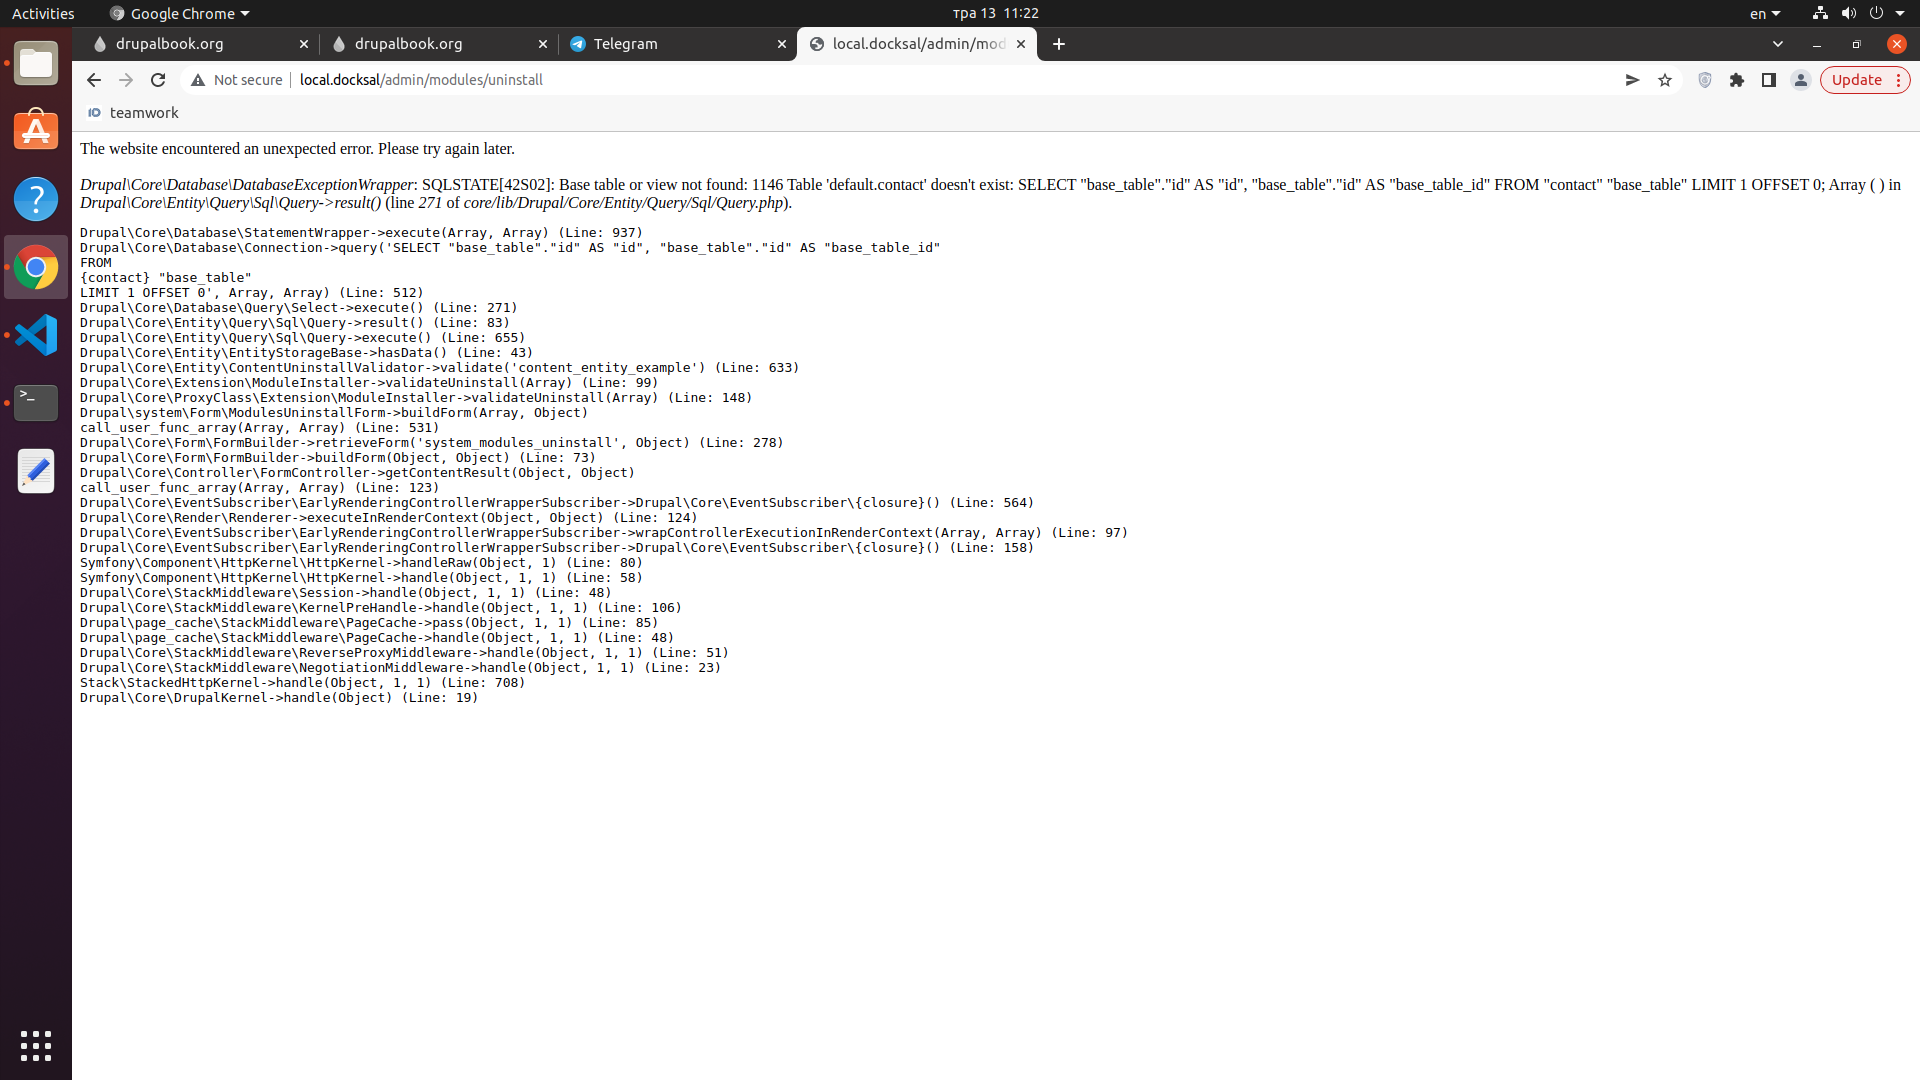 Activities
Google Chrome
тра 13 11:22
en
drupalbook.org
drupalbook.org
Telegram
local.docksal/admin/mod
Not secure
local.docksal/admin/modules/uninstall
Update
teamwork
The website encountered an unexpected error. Please try again later.
Drupal\Core\Database\DatabaseExceptionWrapper: SQLSTATE[42S02]: Base table or view not found: 1146 Table 'default.contact' doesn't exist: SELECT "base_table"."id" AS "id", "base_table"."id" AS "base_table_id" FROM "contact" "base_table" LIMIT 1 OFFSET 0; Array ( ) in
Drupal\Core\Entity\Query\Sql\Query->result() (line 271 of core/lib/Drupal/Core/Entity/Query/Sql/Query.php).
Drupal\Core\Database\StatementWrapper->execute(Array, Array) (Line: 937)
Drupal\Core\Database\Connection->query('SELECT "base_table"."id" AS "id", "base_table"."id" AS "base_table_id"
FROM
{contact} "base_table"
LIMIT 1 OFFSET 0', Array, Array) (Line: 512)
Drupal\Core\Database\Query\Select->execute() (Line: 271)
Drupal\Core\Entity\Query\Sql\Query->result() (Line: 83)
Drupal\Core\Entity\Query\Sql\Query->execute() (Line: 655)
Drupal\Core\Entity\EntityStorageBase->hasData() (Line: 43)
Drupal\Core\Entity\ContentUninstallValidator->validate('content_entity_example') (Line: 633)
Drupal\Core\Extension\ModuleInstaller->validateUninstall(Array) (Line: 99)
Drupal\Core\ProxyClass\Extension\ModuleInstaller->validateUninstall(Array) (Line: 148)
Drupal\system\Form\ModulesUninstallForm->buildForm(Array, Object)
call_user_func_array(Array, Array) (Line: 531)
Drupal\Core\Form\FormBuilder->retrieveForm('system_modules_uninstall', Object) (Line: 278)
Drupal\Core\Form\FormBuilder->buildForm(Object, Object) (Line: 73)
Drupal\Core\Controller\FormController->getContentResult(Object, Object)
call_user_func_array(Array, Array) (Line: 123)
Drupal\Core\EventSubscriber\EarlyRenderingControllerWrapperSubscriber->Drupal\Core\EventSubscriber\{closure}() (Line: 564)
Drupal\Core\Render\Renderer->executeInRenderContext(Object, Object) (Line: 124)
Drupal\Core\EventSubscriber\EarlyRenderingControllerWrapperSubscriber->wrapControllerExecutionInRenderContext(Array, Array) (Line: 97)
Drupal\Core\EventSubscriber\EarlyRenderingControllerWrapperSubscriber->Drupal\Core\EventSubscriber\{closure}() (Line: 158)
Symfony\Component\HttpKernel\HttpKernel->handleRaw(Object, 1) (Line: 80)
Symfony\Component\HttpKernel\HttpKernel->handle(Object, 1, 1) (Line: 58)
Drupal\Core\StackMiddleware\Session->handle(Object, 1, 1) (Line: 48)
Drupal\Core\StackMiddleware\KernelPreHandle->handle(Object, 1, 1) (Line: 106)
Drupal\page_cache\StackMiddleware\PageCache->pass(Object, 1, 1) (Line: 85)
Drupal\page_cache\StackMiddleware\PageCache->handle(Object, 1, 1) (Line: 48)
Drupal\Core\StackMiddleware\ReverseProxyMiddleware->handle(Object, 1, 1) (Line: 51)
Drupal\Core\StackMiddleware\NegotiationMiddleware->handle(Object, 1, 1) (Line: 23)
Stack\StackedHttpKernel->handle(Object, 1, 1) (Line: 708)
Drupal\Core\DrupalKernel->handle(Object) (Line: 19)